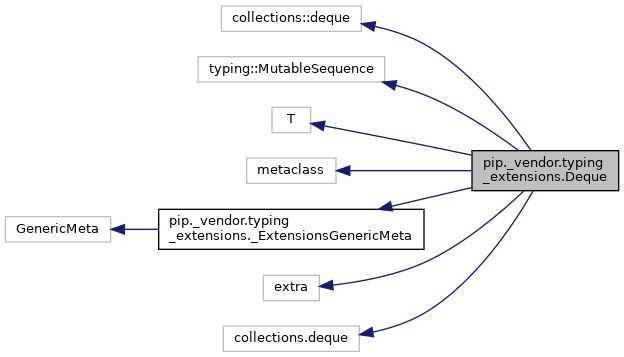 collections::deque
typing::MutableSequence
T
metaclass
pip._vendor.typing
_extensions.Deque
GenericMeta
pip._vendor.typing
_extensions._ExtensionsGenericMeta
extra
collections.deque